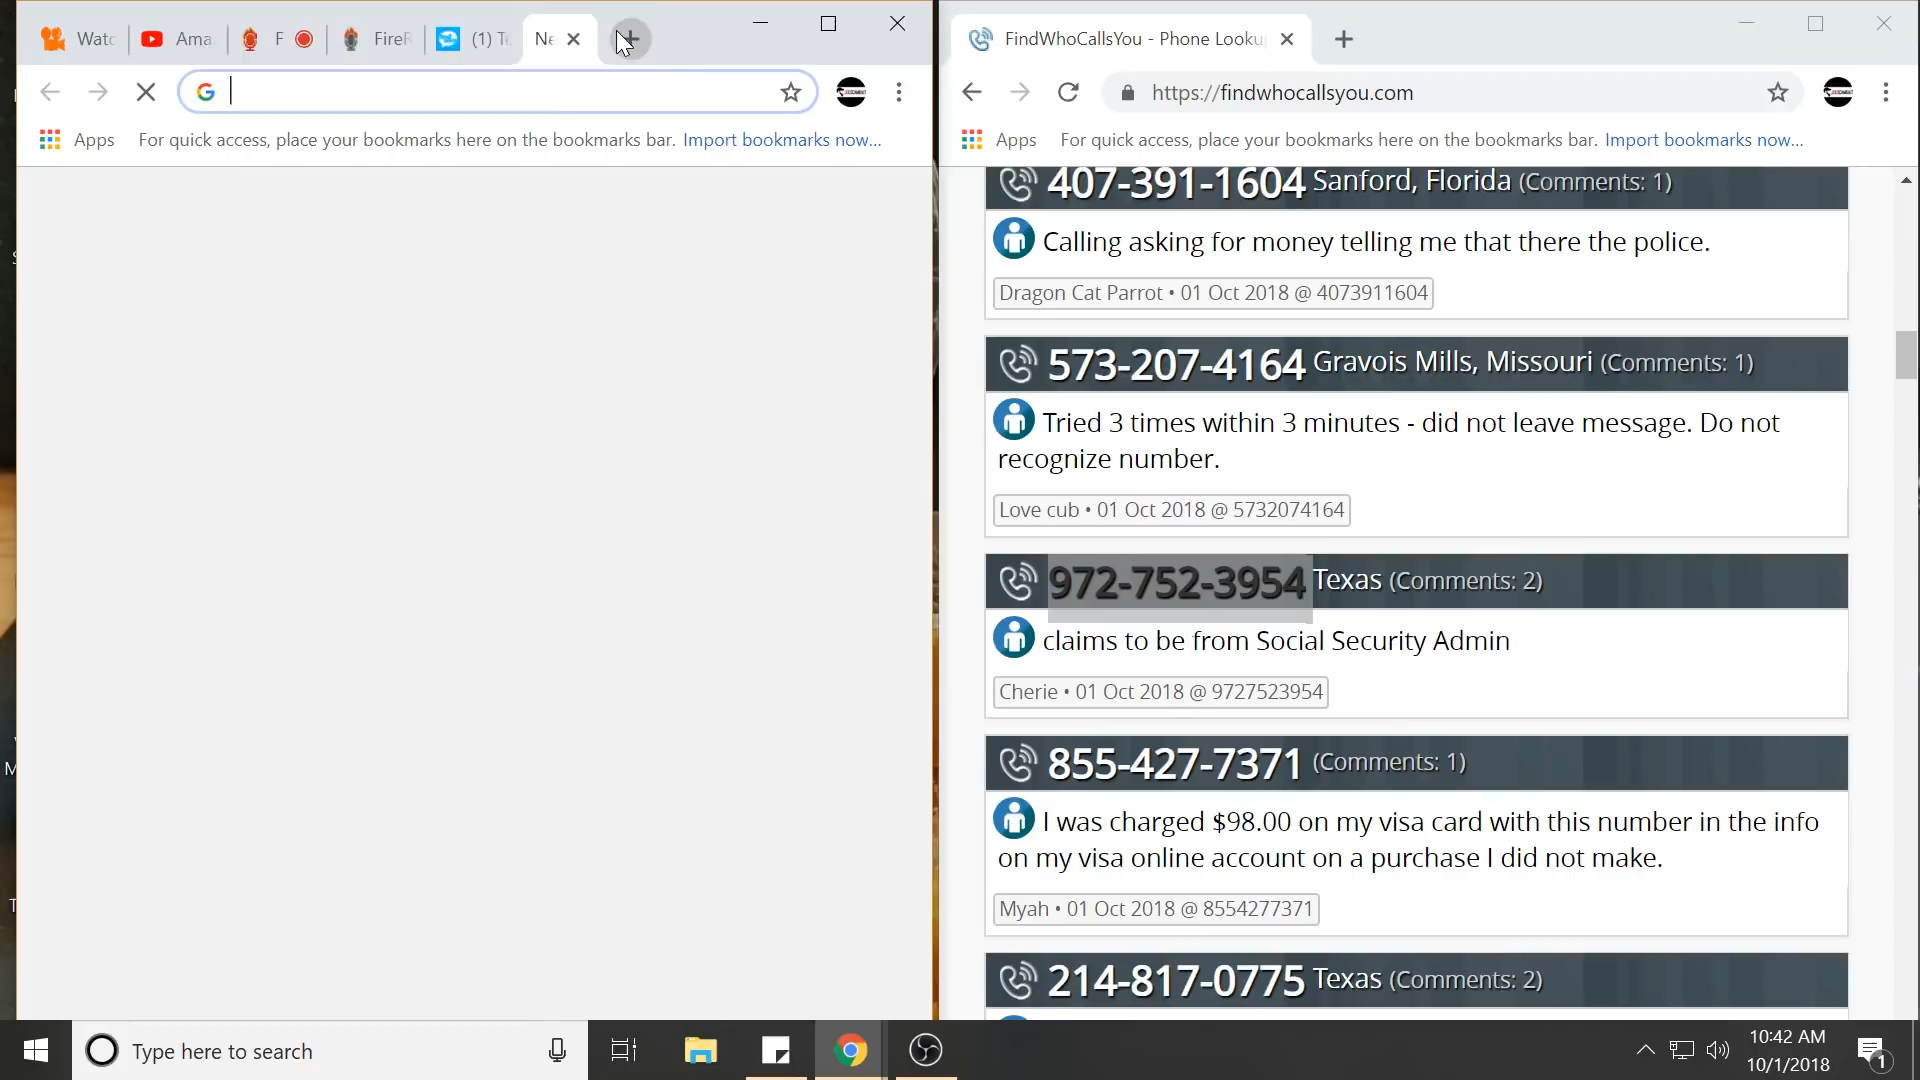 Watc
Ama
F
FireR
(1) Te
Ne
FindWhoCallsYou - Phone Looku
https://findwhocallsyou.com
Apps For quick access, place your bookmarks here on the bookmarks bar. Import bookmarks now...
Apps For quick access, place your bookmarks here on the bookmarks bar. Import bookmarks now...
407-391-1604 Sanford, Florida (Comments: 1)
Calling asking for money telling me that there the police.
Dragon Cat Parrot • 01 Oct 2018 @ 4073911604
573-207-4164 Gravois Mills, Missouri (Comments: 1)
Tried 3 times within 3 minutes - did not leave message. Do not
recognize number.
Love cub • 01 Oct 2018 @ 5732074164
972-752-3954 Texas (Comments: 2)
claims to be from Social Security Admin
Cherie • 01 Oct 2018 @ 9727523954
855-427-7371 (Comments: 1)
I was charged $98.00 on my visa card with this number in the info
on my visa online account on a purchase I did not make.
Myah • 01 Oct 2018 @ 8554277371
214-817-0775 Texas (Comments: 2)
Type here to search
10:42 AM
10/1/2018
1